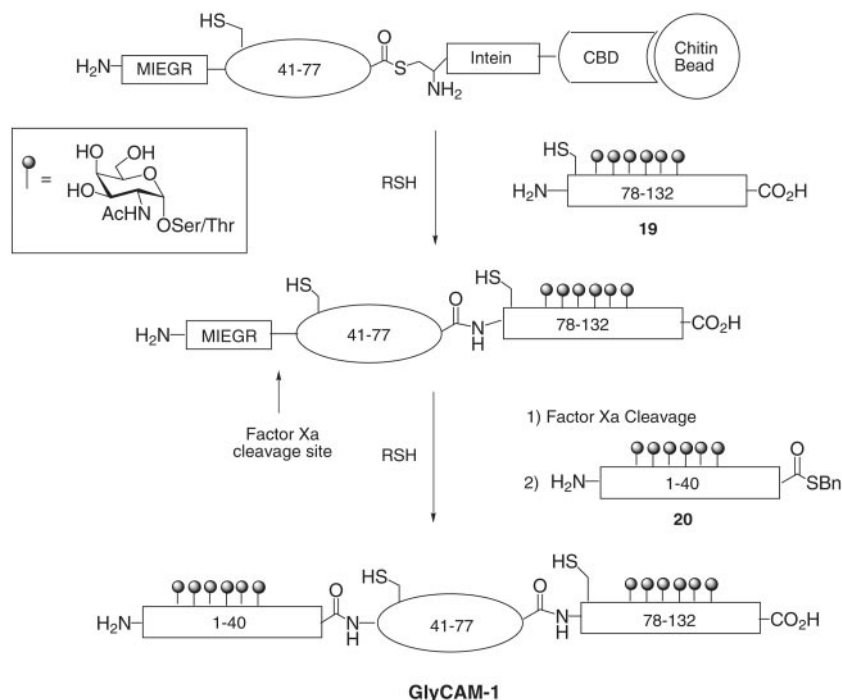 HS
O
H₂N
MIEGR
41-77
S
NH₂
Intein
CBD
Chitin
Bead
=
HO
OH
O
HO
AcHN
OSer/Thr
RSH
HS
H₂N
78-132
CO₂H
19
HS
O
HS
H₂N
MIEGR
41-77
N
H
78-132
CO₂H
Factor Xa
cleavage site
RSH
1) Factor Xa Cleavage
O
2) H₂N
1-40
SBn
20
O
HS
O
HS
H₂N
1-40
N
H
41-77
N
H
78-132
CO₂H
GlyCAM-1